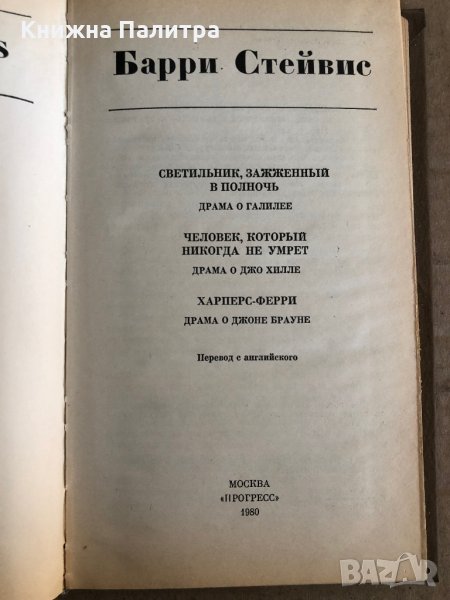 Книжна Палитра
s
Барри Стейвис
СВЕТИЛЬНИК, ЗАЖЖЕННЫЙ
В ПОЛНОЧЬ
ДРАМА О ГАЛИЛЕЕ
ЧЕЛОВЕК, КОТОРЫЙ
НИКОГДА НЕ УМРЕТ
ДРАМА О ДЖО ХИЛЛЕ
ХАРПЕРС-ФЕРРИ
ДРАМА О ДЖОНЕ БРАУНЕ
Перевод с английского
МОСКВА
«ПРОГРЕСС»
1980
BAZAR